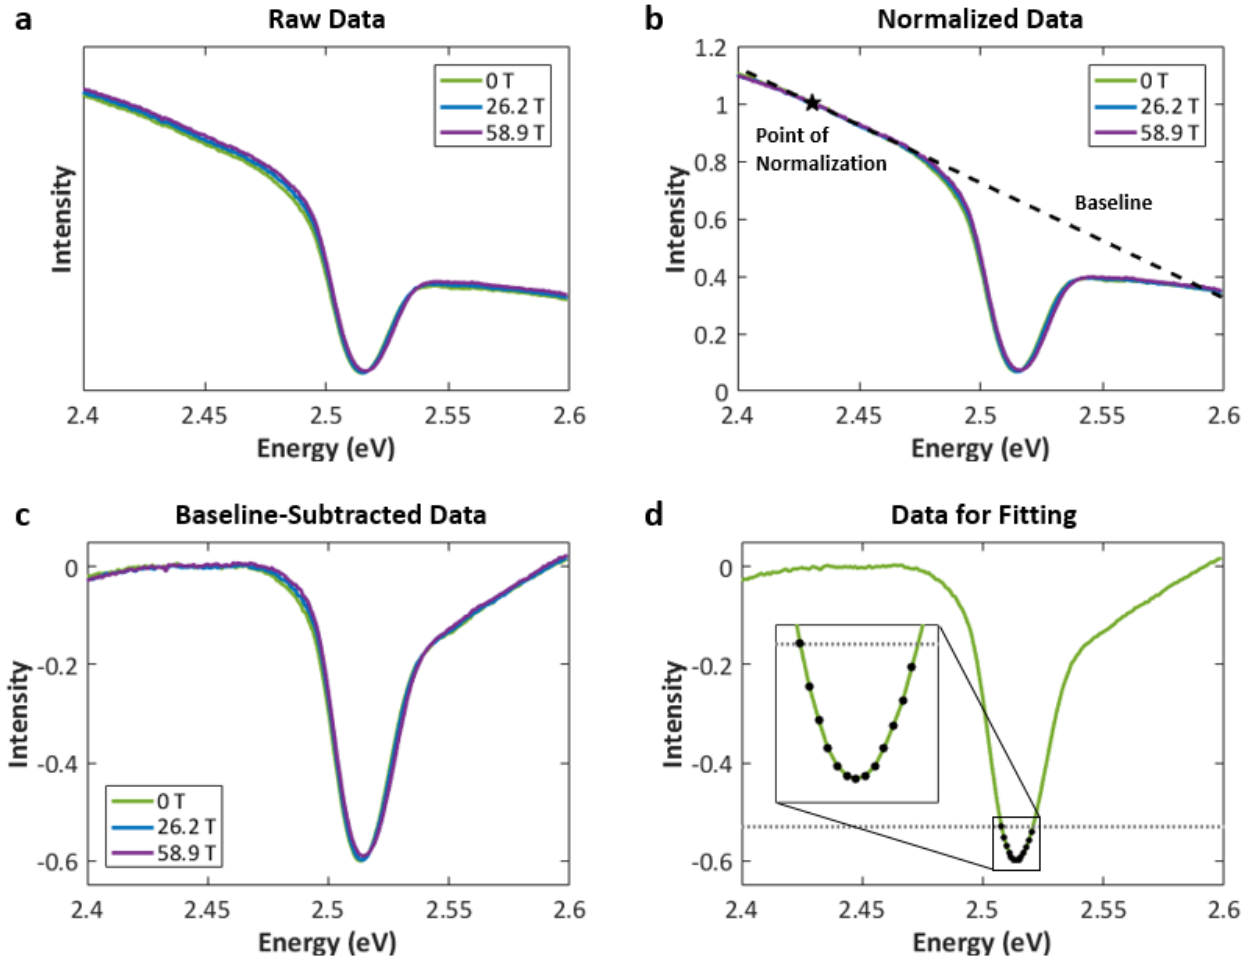 a
Raw Data
0 T
26.2 T
58.9 T
Intensity
2.4
2.45
2.5
2.55
2.6
Energy (eV)
b
Normalized Data
1.2
1
0.8
0.6
0.4
0.2
0
0 T
26.2 T
58.9 T
Point of
Normalization
Baseline
Intensity
2.4
2.45
2.5
2.55
2.6
Energy (eV)
c
Baseline-Subtracted Data
0
-0.2
-0.4
-0.6
Intensity
0 T
26.2 T
58.9 T
2.4
2.45
2.5
2.55
2.6
Energy (eV)
d
Data for Fitting
0
-0.2
-0.4
-0.6
Intensity
2.4
2.45
2.5
2.55
2.6
Energy (eV)